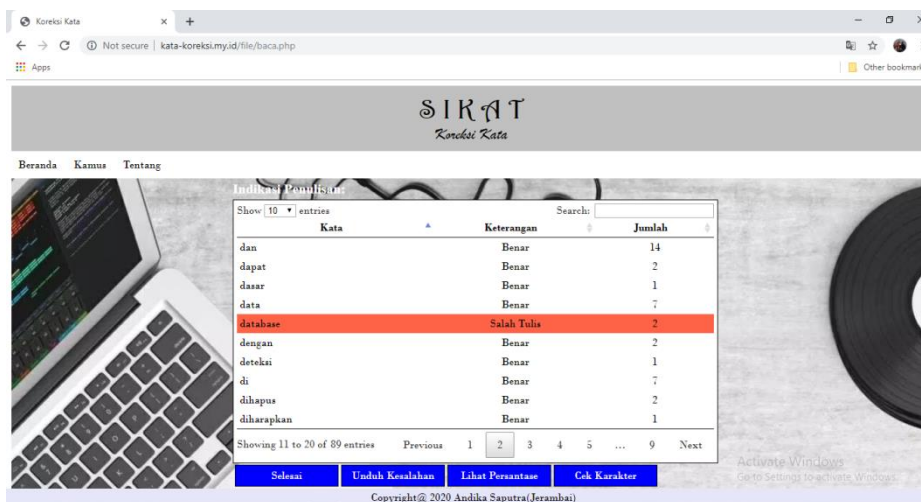 Koreksi Kata
Not secure | kata-koreksi.my.id/file/baca.php
Apps
Other bookmark
SIKAT
Koreksi Kata
Beranda Kamus Tentang
Indikasi Penulisan:
Show 10 entries Search:
Kata Keterangan Jumlah
dan Benar 14
dapat Benar 2
dasar Benar 1
data Benar 7
database Salah Tulis 2
dengan Benar 2
deteksi Benar 1
di Benar 7
dihapus Benar 2
diharapkan Benar 1
Showing 11 to 20 of 89 entries Previous 1 2 3 4 5 ... 9 Next
Selesai Unduh Kesalahan Lihat Persantase Cek Karakter
Activate Windows
Go to Settings to activate Windows.
Copyright@ 2020 Andika Saputra(Jerambai)